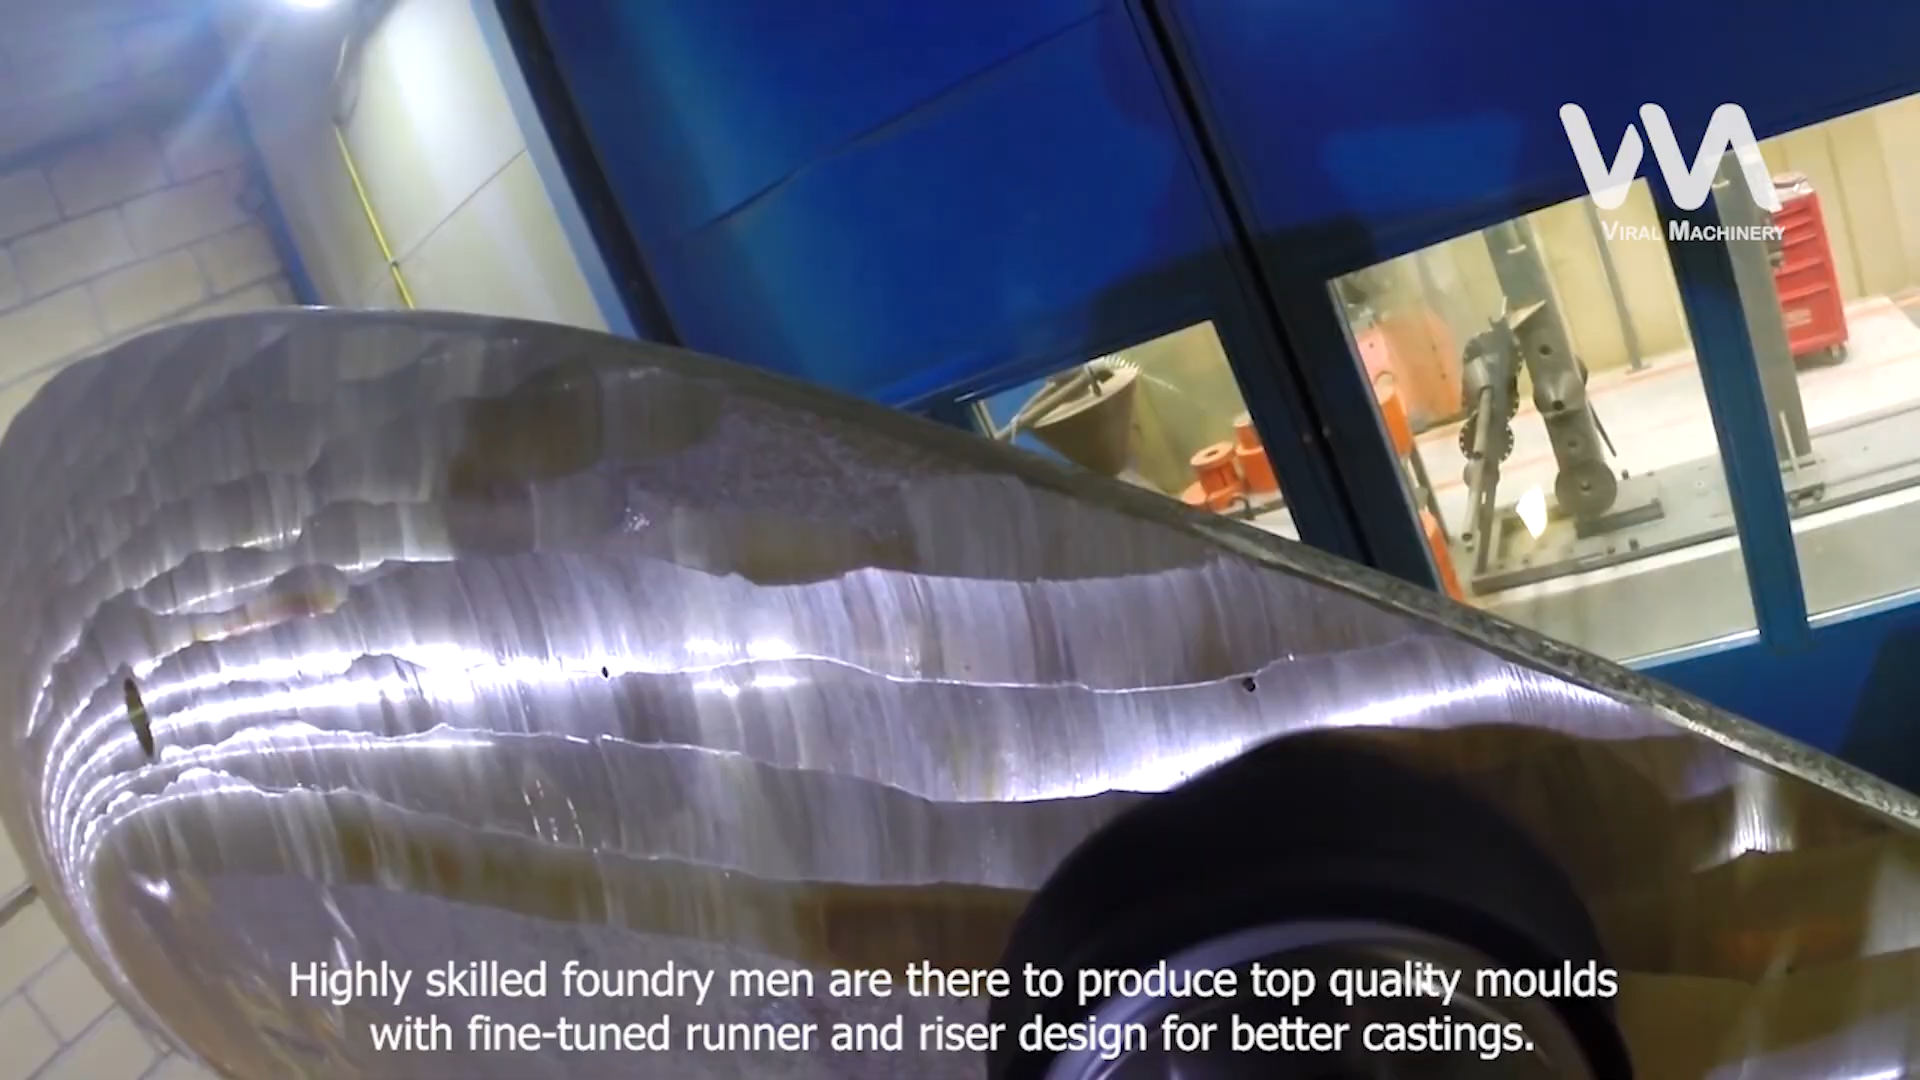 VM
VIRAL MACHINERY
Highly skilled foundry men are there to produce top quality moulds
with fine-tuned runner and riser design for better castings.